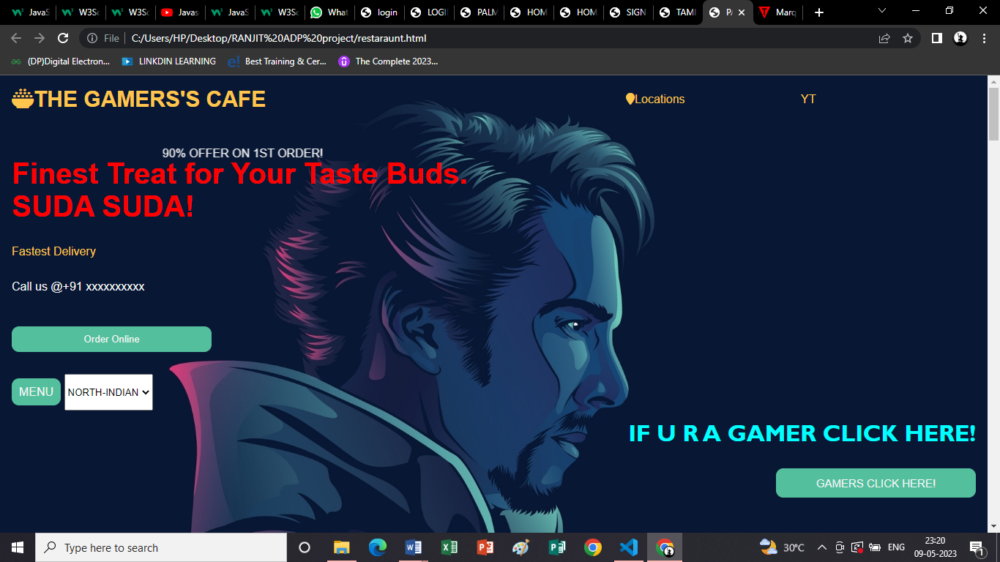 JavaS
W3Sc
W3Sc
Javas
JavaS
W3Sc
What
login
LOGII
PALM
HOM
HOM
SIGN
TAMI
PA
Marq
File
C:/Users/HP/Desktop/RANJIT%20ADP%20project/restaraunt.html
(DP)Digital Electron...
LINKDIN LEARNING
Best Training & Cer...
The Complete 2023...
THE GAMERS'S CAFE
Locations
YT
90% OFFER ON 1ST ORDER!
Finest Treat for Your Taste Buds.
SUDA SUDA!
Fastest Delivery
Call us @+91 xxxxxxxxxx
Order Online
MENU
NORTH-INDIAN
IF U R A GAMER CLICK HERE!
GAMERS CLICK HERE!
Type here to search
30°C
ENG
23:20
09-05-2023
1